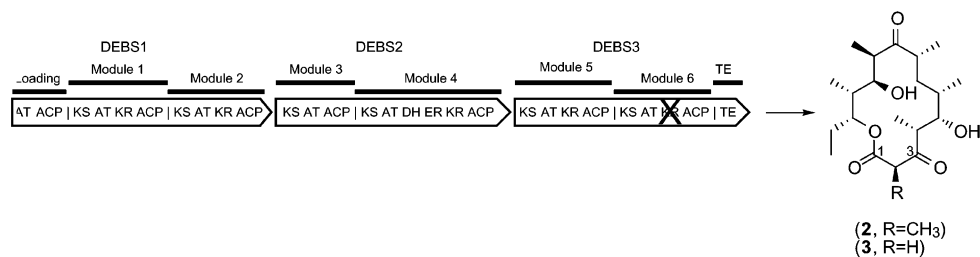 DEBS1 DEBS2 DEBS3
Loading Module 1 Module 2 Module 3 Module 4 Module 5 Module 6 TE
AT ACP | KS AT KR ACP | KS AT KR ACP KS AT ACP | KS AT DH ER KR ACP KS AT KR ACP | KS AT KR ACP | TE
O
OH
O
OH
O
1
3
O
O
R
(2, R=CH3)
(3, R=H)